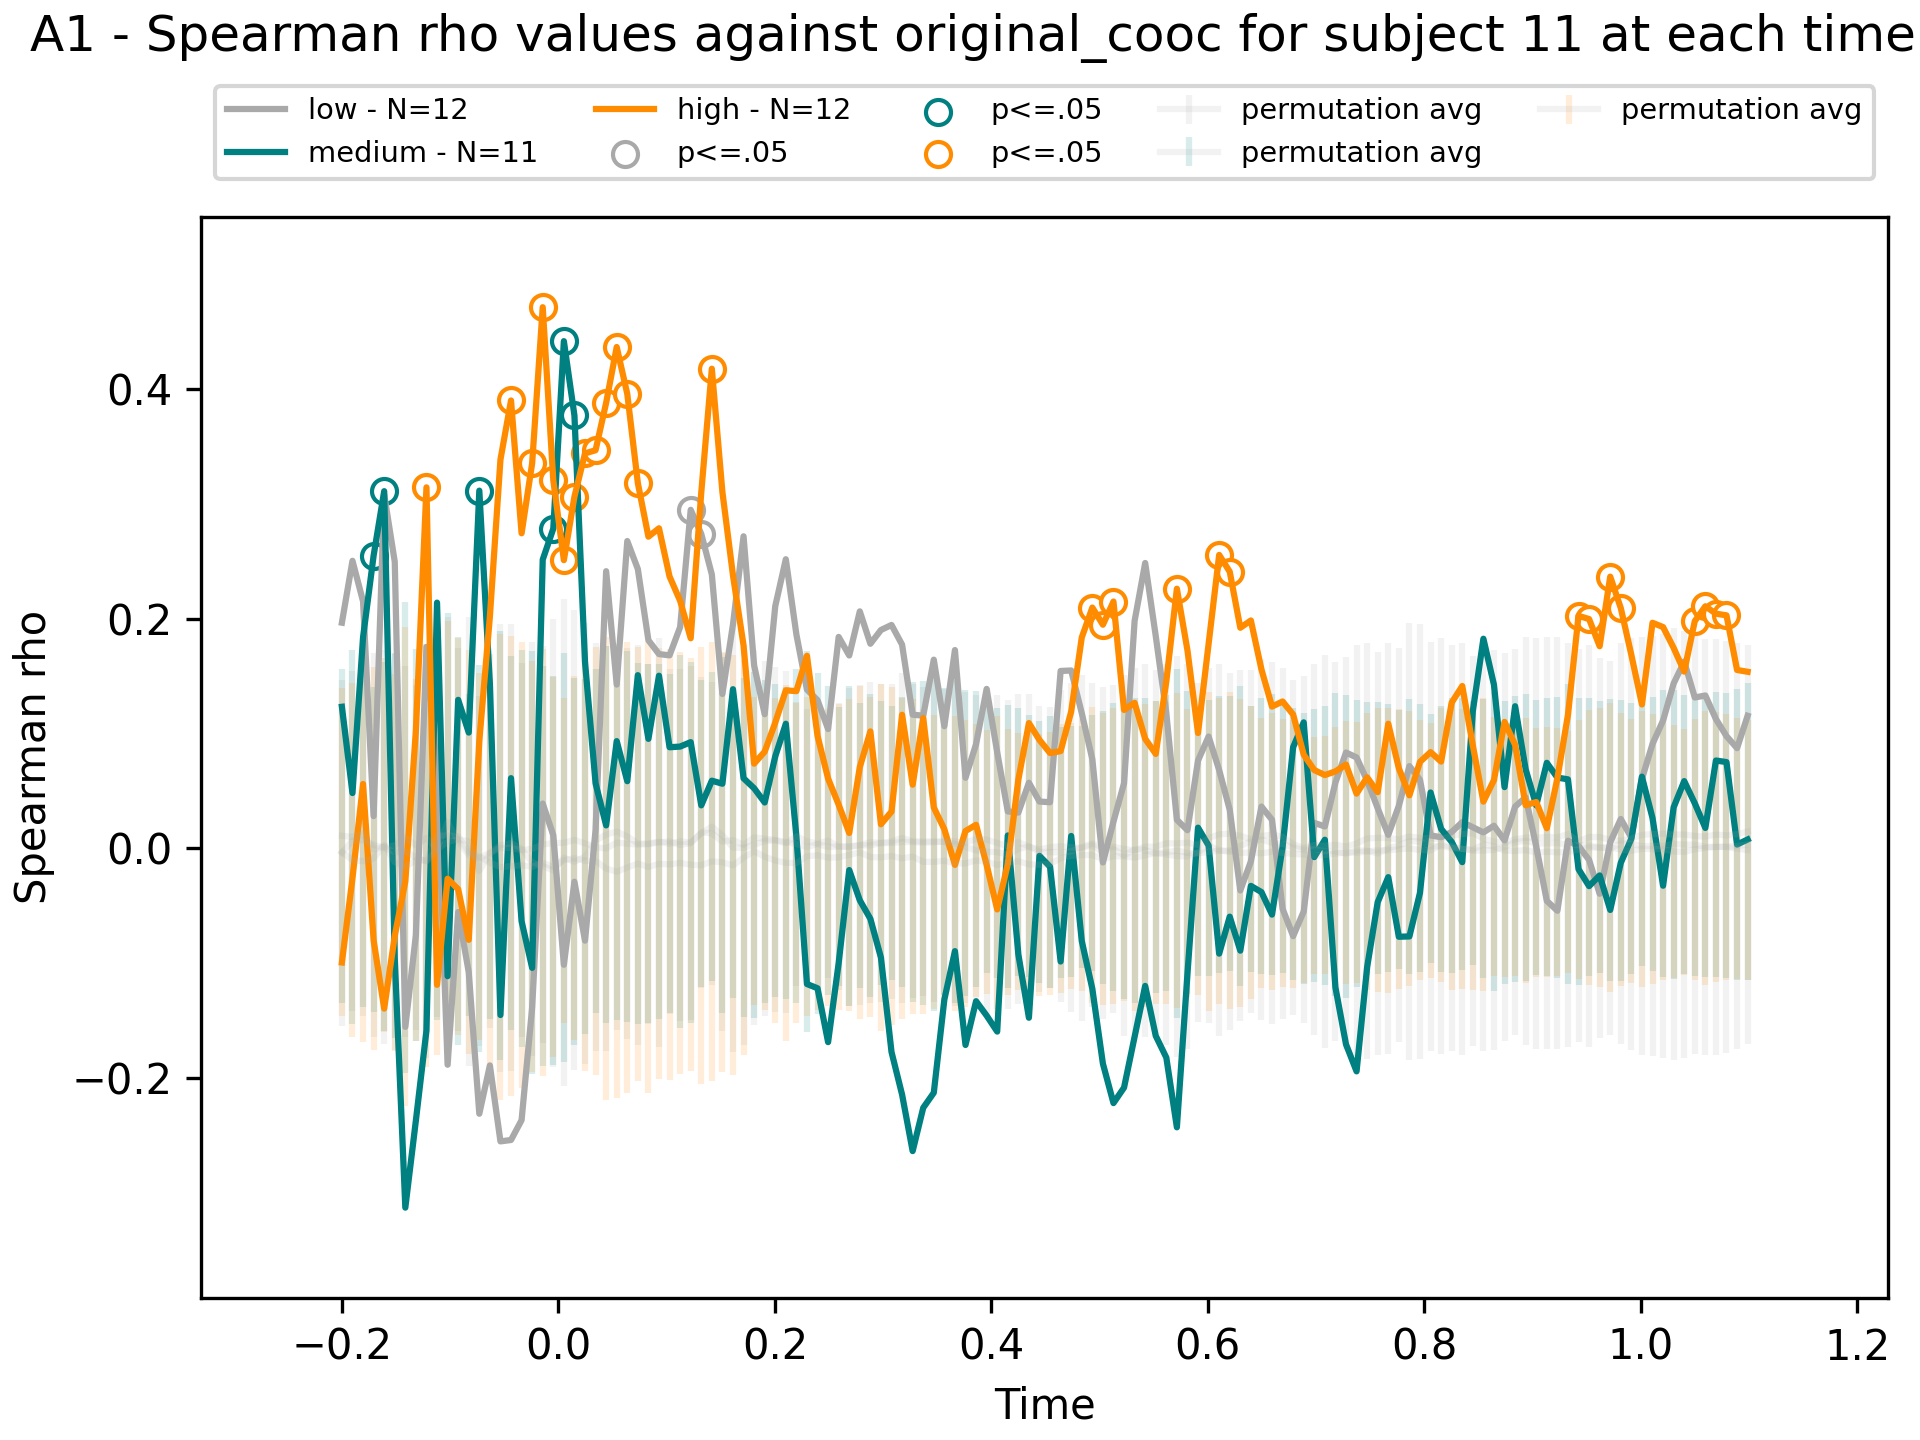 A1 - Spearman rho values against original_cooc for subject 11 at each time
low - N=12
medium - N=11
high - N=12
p<=.05
p<=.05
p<=.05
permutation avg
permutation avg
permutation avg
0.4
0.2
0.0
−0.2
Spearman rho
−0.2 0.0 0.2 0.4 0.6 0.8 1.0 1.2
Time